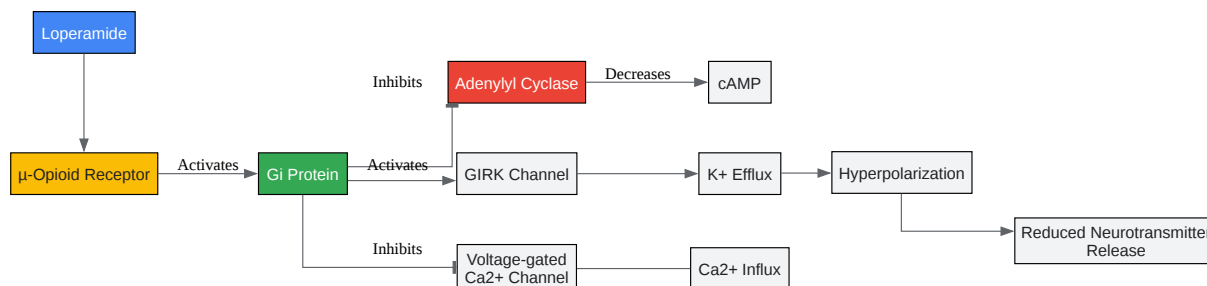 Loperamide
Inhibits
Adenylyl Cyclase
Decreases
cAMP
µ-Opioid Receptor
Activates
Gi Protein
Activates
GIRK Channel
K+ Efflux
Hyperpolarization
Reduced Neurotransmitter
Release
Inhibits
Voltage-gated
Ca2+ Channel
Ca2+ Influx